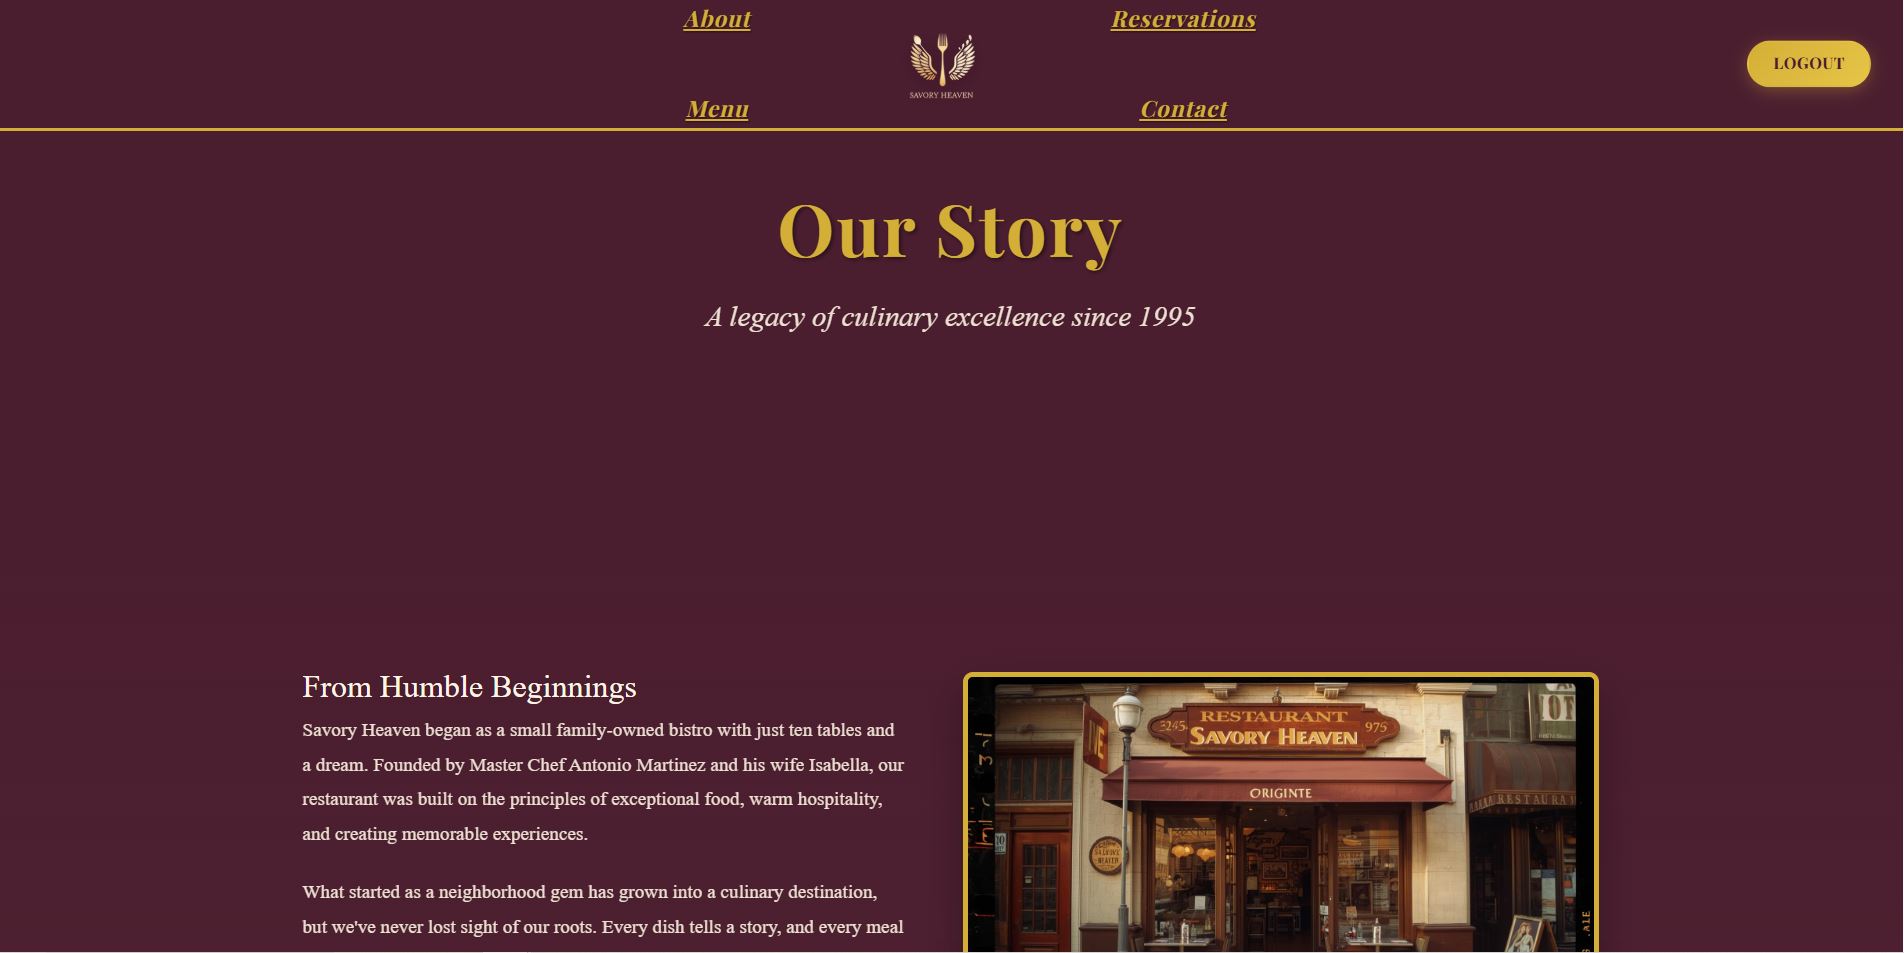 About
Reservations
SAVORY HEAVEN
LOGOUT
Menu
Contact
Our Story
A legacy of culinary excellence since 1995
From Humble Beginnings
Savory Heaven began as a small family-owned bistro with just ten tables and
a dream. Founded by Master Chef Antonio Martinez and his wife Isabella, our
restaurant was built on the principles of exceptional food, warm hospitality,
and creating memorable experiences.
What started as a neighborhood gem has grown into a culinary destination,
but we've never lost sight of our roots. Every dish tells a story, and every meal
RESTAURANT
SAVORY HEAVEN
975
ORIGINTE